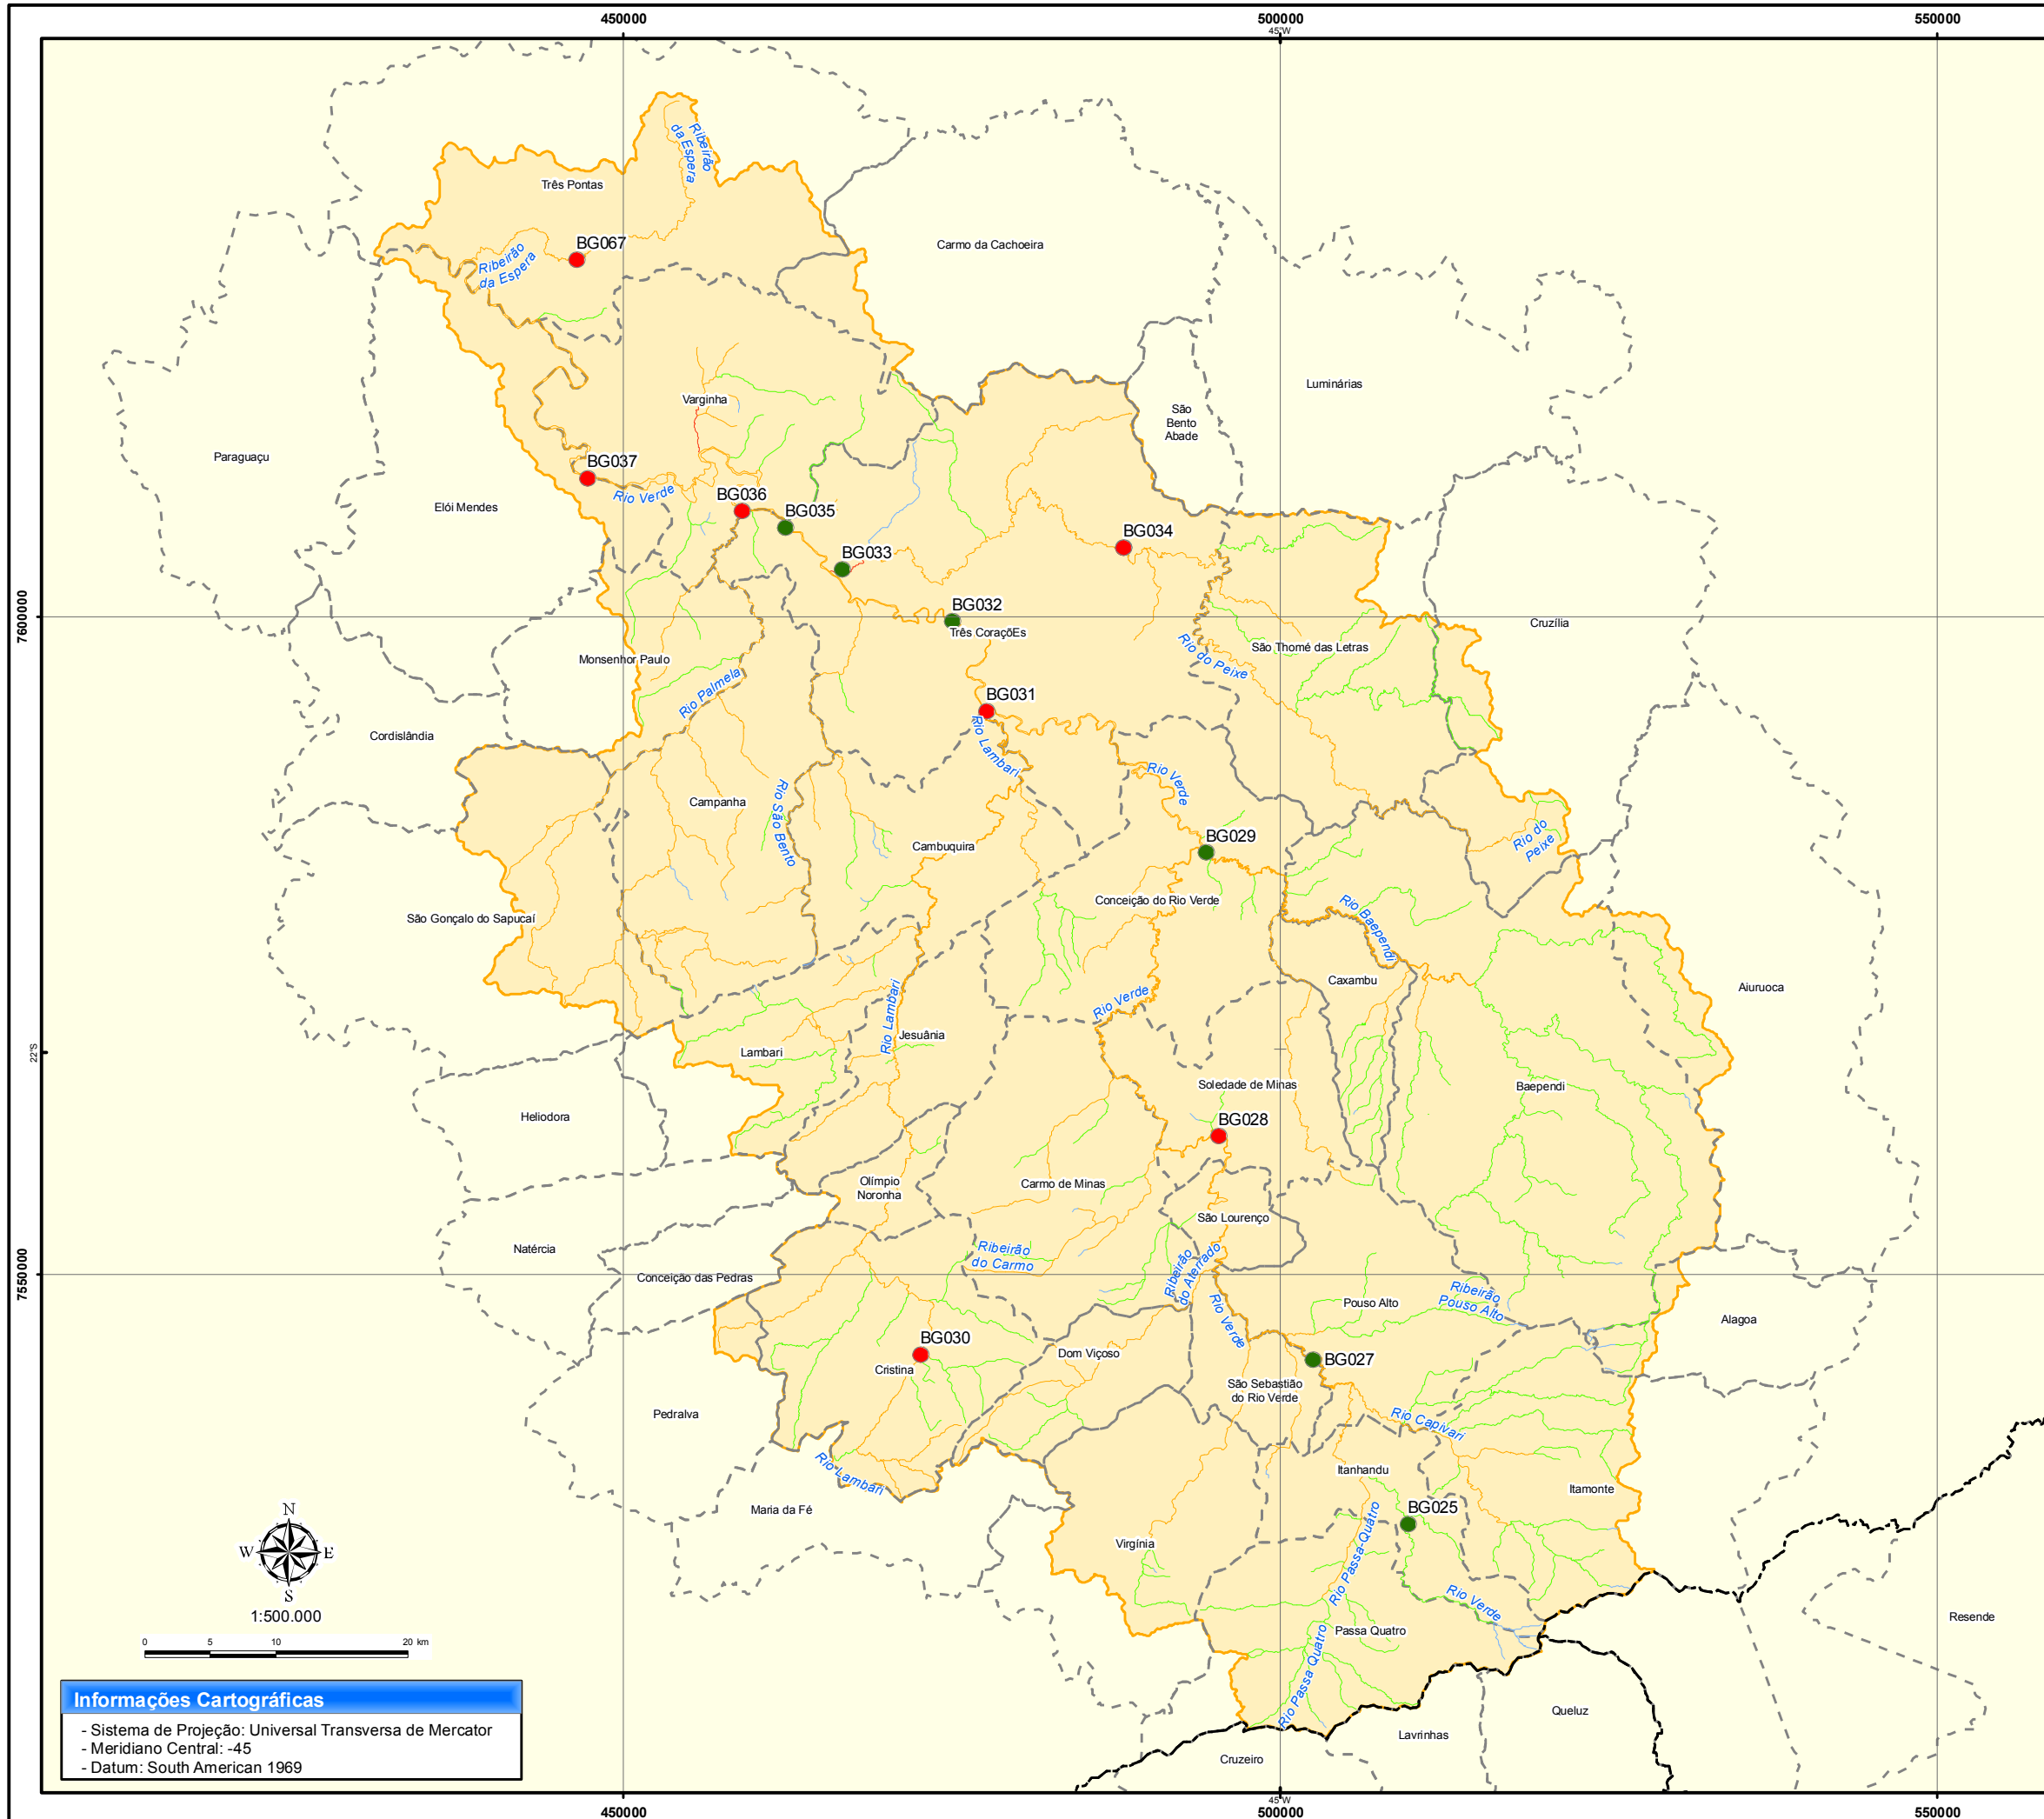 450000
500000
550000
45°W
Ribeirão
da Espera
Três Pontas
BG067
Carmo da Cachoeira
Ribeirão
da Espera
Luminárias
Varginha
São
Bento
Abade
Paraguaçu
BG037
Rio Verde
BG036
Elói Mendes
BG035
BG034
BG033
7600000
BG032
Três CoraçõEs
Cruzília
Rio do Peixe
São Thomé das Letras
Monsenhor Paulo
Rio Palmela
BG031
Rio Lambari
Cordislândia
Rio Verde
Campanha
Rio São Bento
Cambuquira
Rio do
Peixe
BG029
Conceição do Rio Verde
São Gonçalo do Sapucaí
Rio Baependi
Caxambu
Aiuruoca
Rio Verde
Rio Lambari
Jesuânia
22°S
Lambari
Soledade de Minas
Baependi
Heliodora
BG028
Olímpio
Noronha
Carmo de Minas
São Lourenço
Natércia
Ribeirão
do Carmo
Ribeirão
do Aterrado
7550000
Conceição das Pedras
Rio Verde
Pouso Alto
Ribeirão
Pouso Alto
Alagoa
BG030
Cristina
Dom Viçoso
BG027
São Sebastião
do Rio Verde
Pedralva
Rio Capivari
Rio Lambari
Itanhandu
Itamonte
Maria da Fé
BG025
Rio Passa-Quatro
Virgínia
Rio Verde
N
W
E
S
1:500.000
Resende
Passa Quatro
0 5 10 20 km
Rio Passa Quatro
Queluz
Lavrinhas
Cruzeiro
Informações Cartográficas
- Sistema de Projeção: Universal Transversa de Mercator
- Meridiano Central: -45
- Datum: South American 1969
45°W
450000
500000
550000